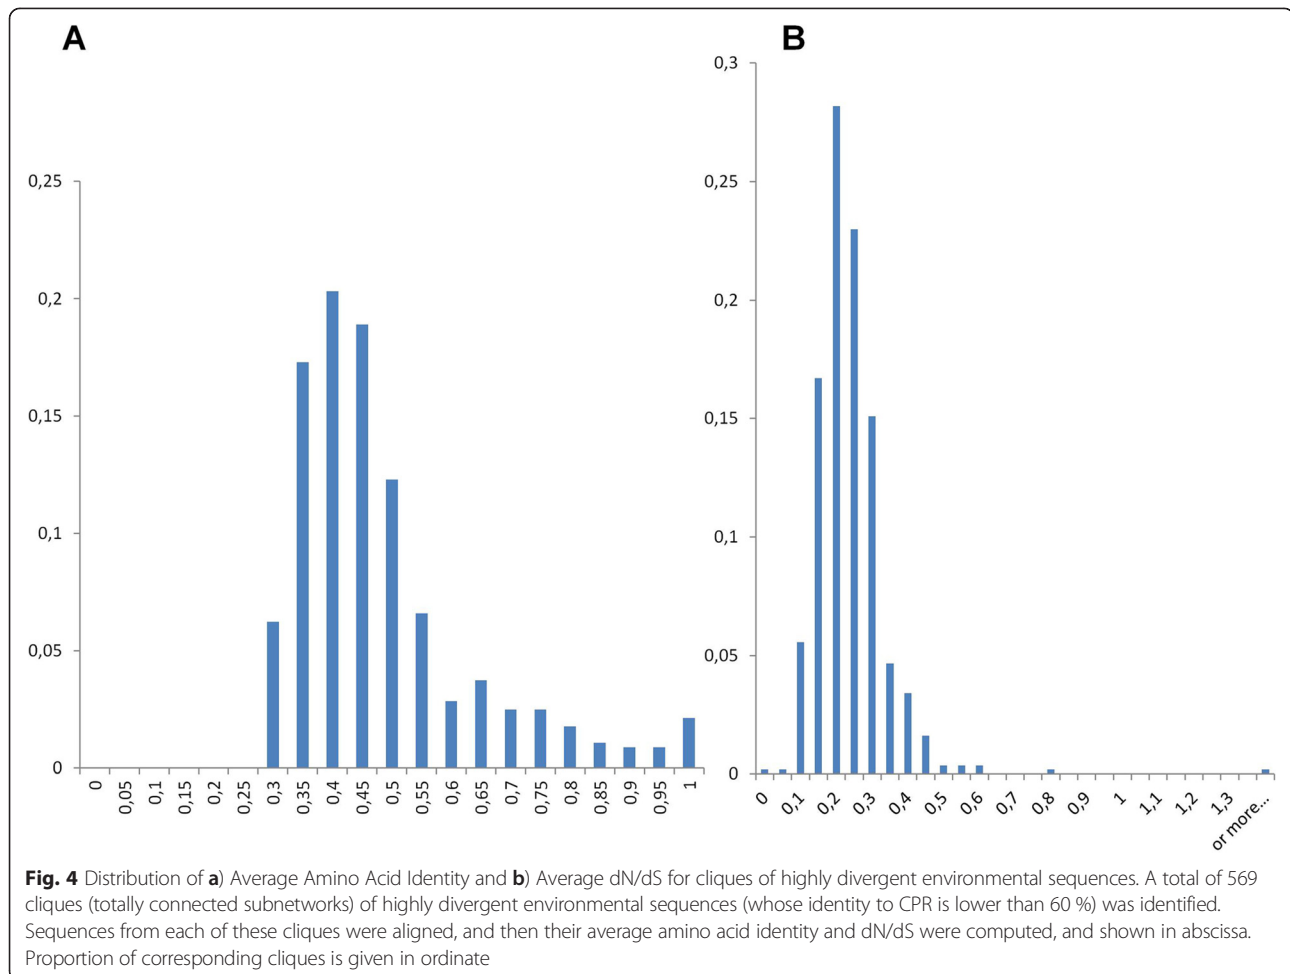 A
0,25
0,2
0,15
0,1
0,05
0
0 0,05 0,1 0,15 0,2 0,25 0,3 0,35 0,4 0,45 0,5 0,55 0,6 0,65 0,7 0,75 0,8 0,85 0,9 0,95 1
B
0,3
0,25
0,2
0,15
0,1
0,05
0
0 0,1 0,2 0,3 0,4 0,5 0,6 0,7 0,8 0,9 1 1,1 1,2 1,3 or more...
Fig. 4 Distribution of a) Average Amino Acid Identity and b) Average dN/dS for cliques of highly divergent environmental sequences. A total of 569
cliques (totally connected subnetworks) of highly divergent environmental sequences (whose identity to CPR is lower than 60 %) was identified.
Sequences from each of these cliques were aligned, and then their average amino acid identity and dN/dS were computed, and shown in abscissa.
Proportion of corresponding cliques is given in ordinate